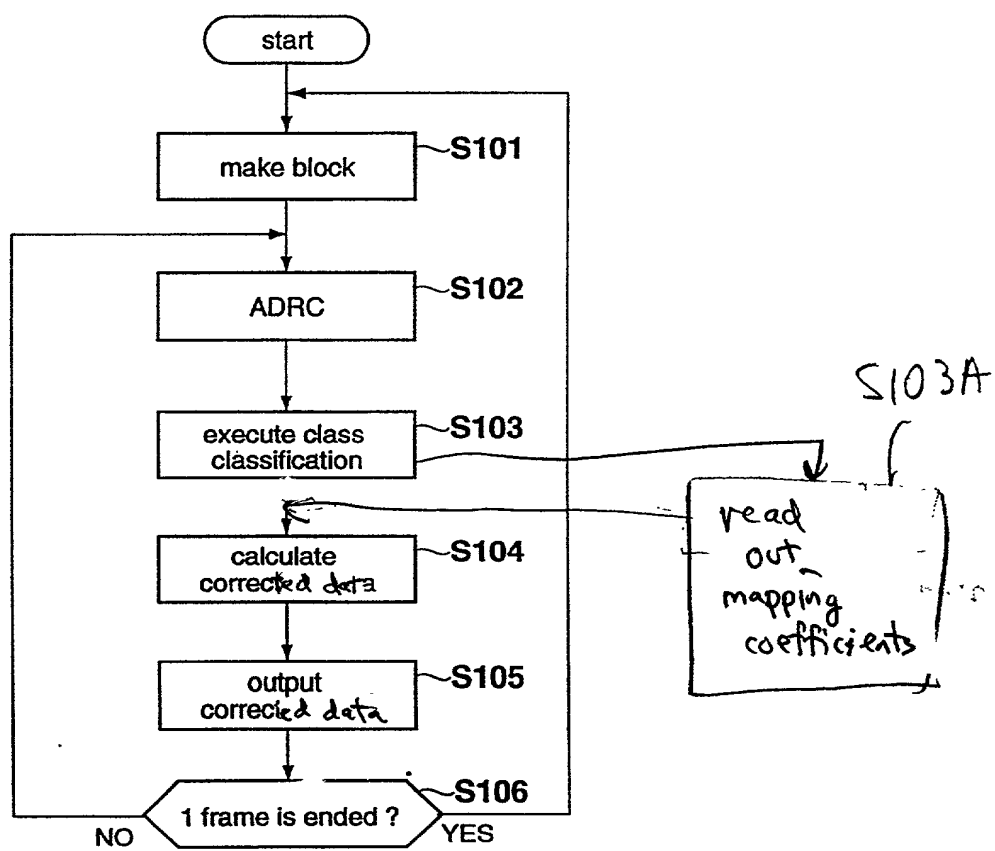 start
make block
S101
ADRC
S102
execute class
classification
S103
S103A
read
out
mapping
coefficients
calculate
corrected data
S104
output
corrected data
S105
1 frame is ended ?
S106
NO
YES